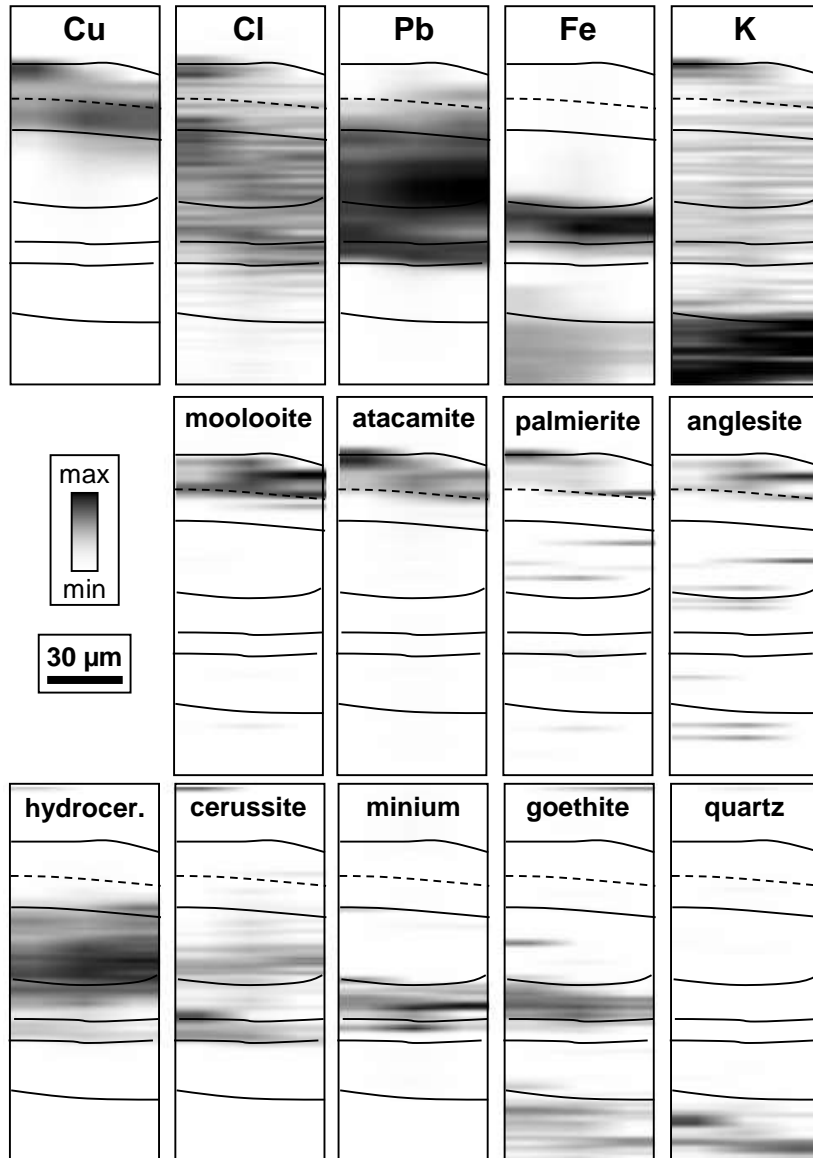 Cu Cl Pb Fe K
moolooite atacamite palmierite anglesite
max
min
30 µm
hydrocer. cerussite minium goethite quartz